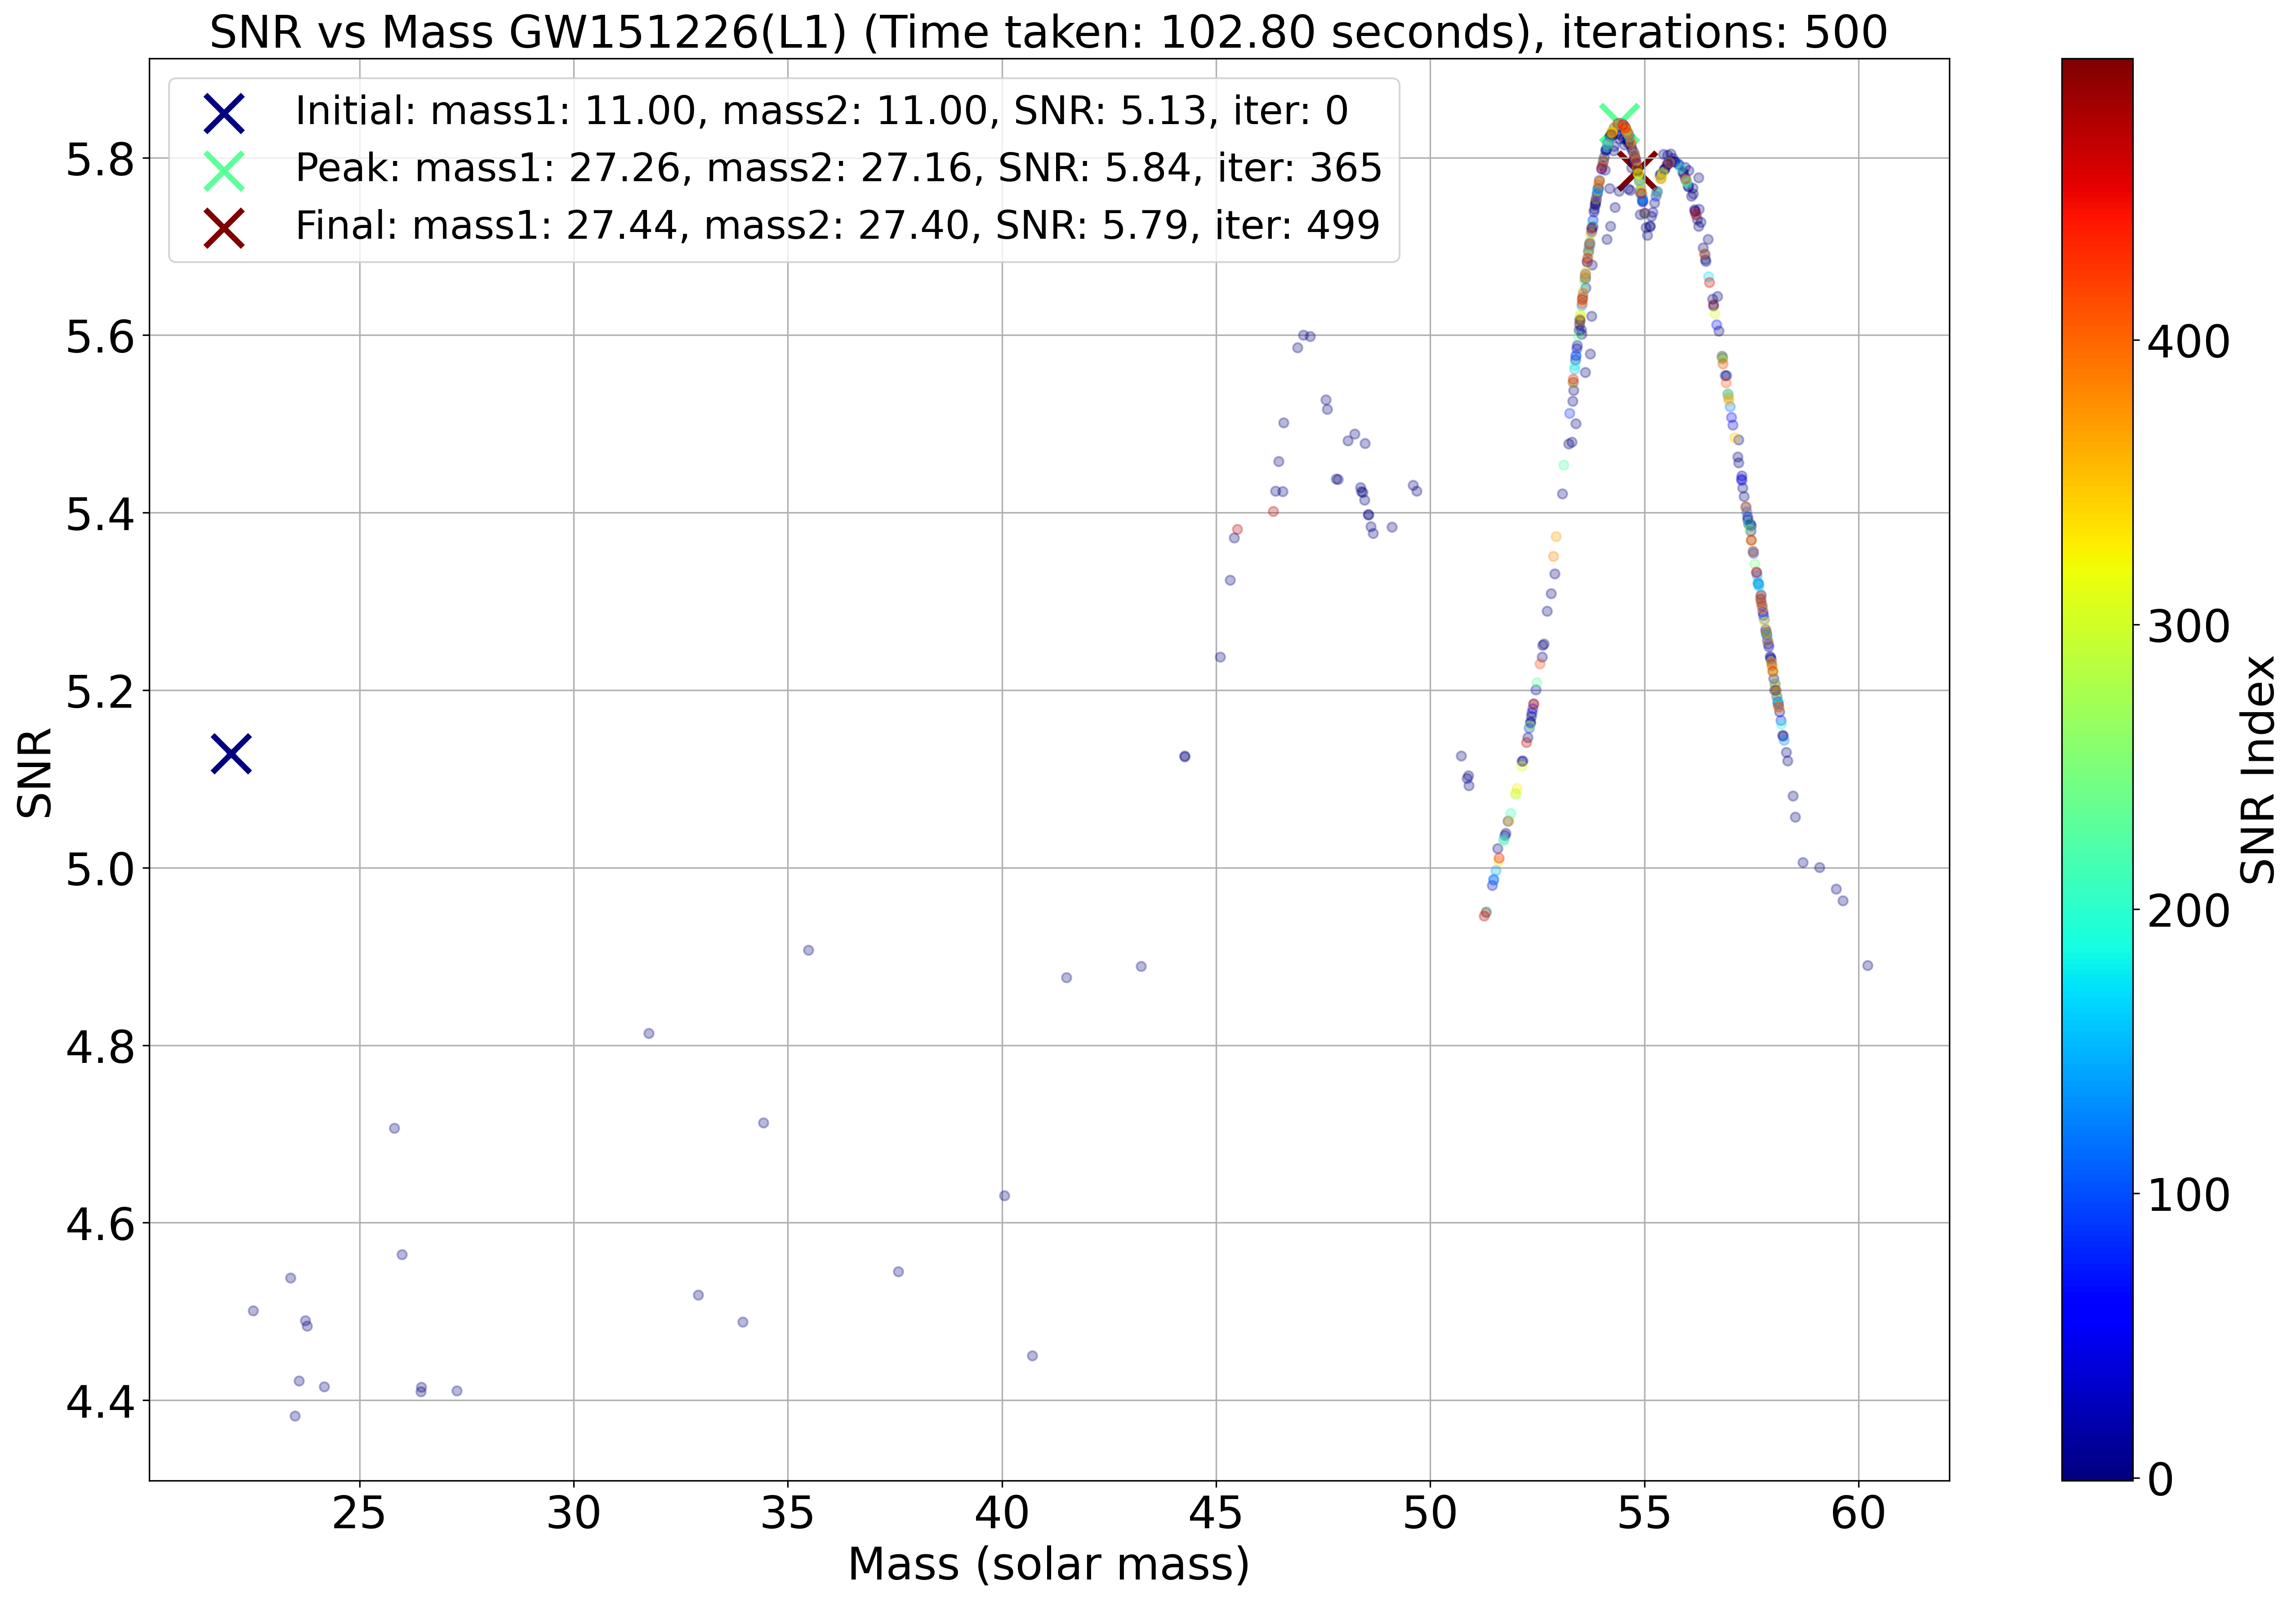 SNR vs Mass GW151226(L1) (Time taken: 102.80 seconds), iterations: 500
Initial: mass1: 11.00, mass2: 11.00, SNR: 5.13, iter: 0
Peak: mass1: 27.26, mass2: 27.16, SNR: 5.84, iter: 365
Final: mass1: 27.44, mass2: 27.40, SNR: 5.79, iter: 499
SNR
5.8
5.6
5.4
5.2
5.0
4.8
4.6
4.4
25 30 35 40 45 50 55 60
Mass (solar mass)
400
300
200
100
0
SNR Index